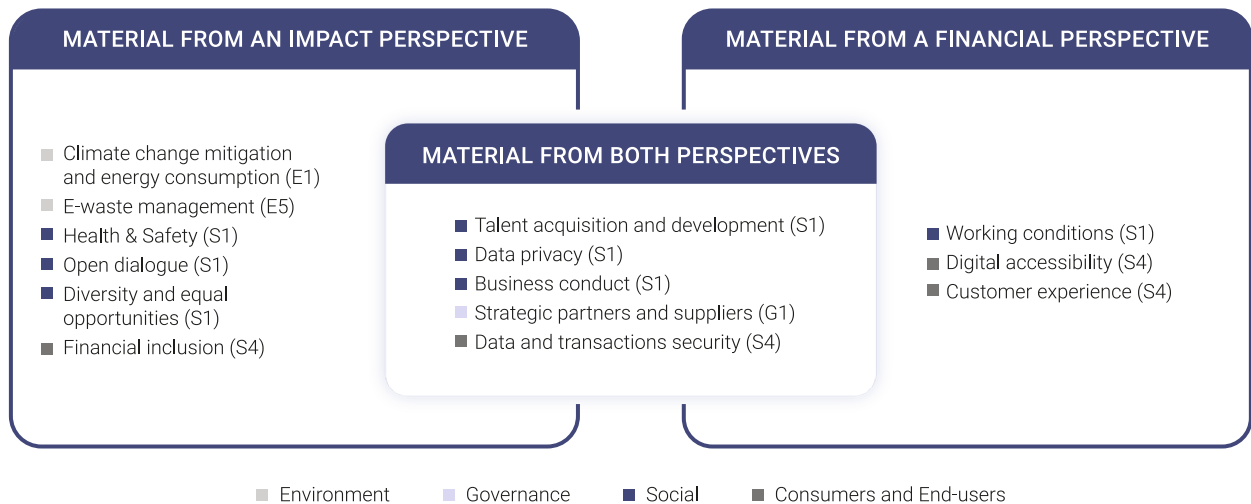 MATERIAL FROM AN IMPACT PERSPECTIVE
Climate change mitigation
and energy consumption (E1)
E-waste management (E5)
Health & Safety (S1)
Open dialogue (S1)
Diversity and equal
opportunities (S1)
Financial inclusion (S4)
MATERIAL FROM BOTH PERSPECTIVES
Talent acquisition and development (S1)
Data privacy (S1)
Business conduct (S1)
Strategic partners and suppliers (G1)
Data and transactions security (S4)
MATERIAL FROM A FINANCIAL PERSPECTIVE
Working conditions (S1)
Digital accessibility (S4)
Customer experience (S4)
Environment
Governance
Social
Consumers and End-users